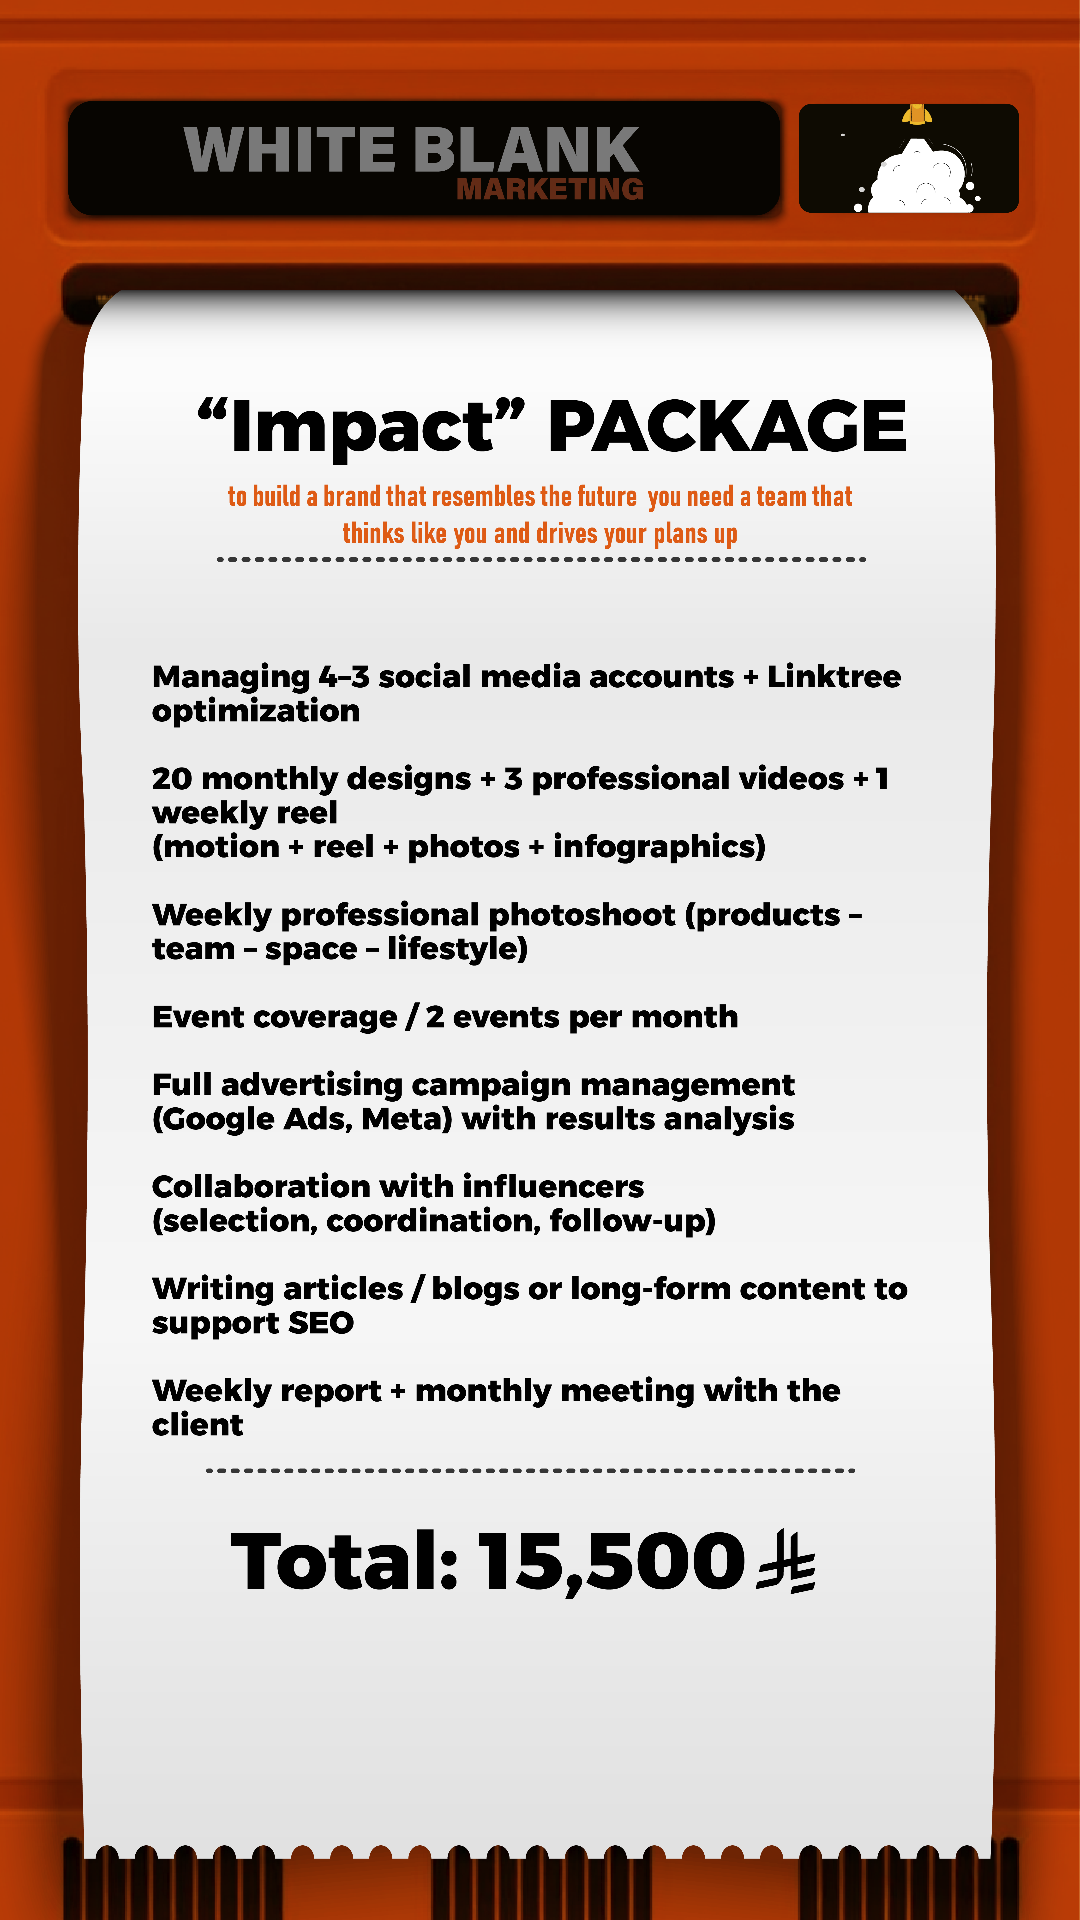 WHITE BLANK
MARKETING
“Impact” PACKAGE
to build a brand that resembles the future you need a team that
thinks like you and drives your plans up
Managing 4–3 social media accounts + Linktree
optimization
20 monthly designs + 3 professional videos + 1
weekly reel
(motion + reel + photos + infographics)
Weekly professional photoshoot (products –
team – space – lifestyle)
Event coverage / 2 events per month
Full advertising campaign management
(Google Ads, Meta) with results analysis
Collaboration with influencers
(selection, coordination, follow-up)
Writing articles / blogs or long-form content to
support SEO
Weekly report + monthly meeting with the
client
Total: 15,500 ⃁